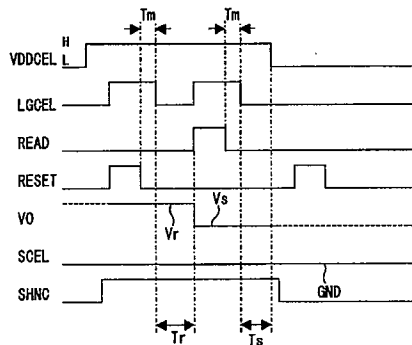 Tm Tm
H
VDDCEL L
LGCEL
READ
RESET
VO Vr Vs
SCEL
SHNC GND
Tr Ts